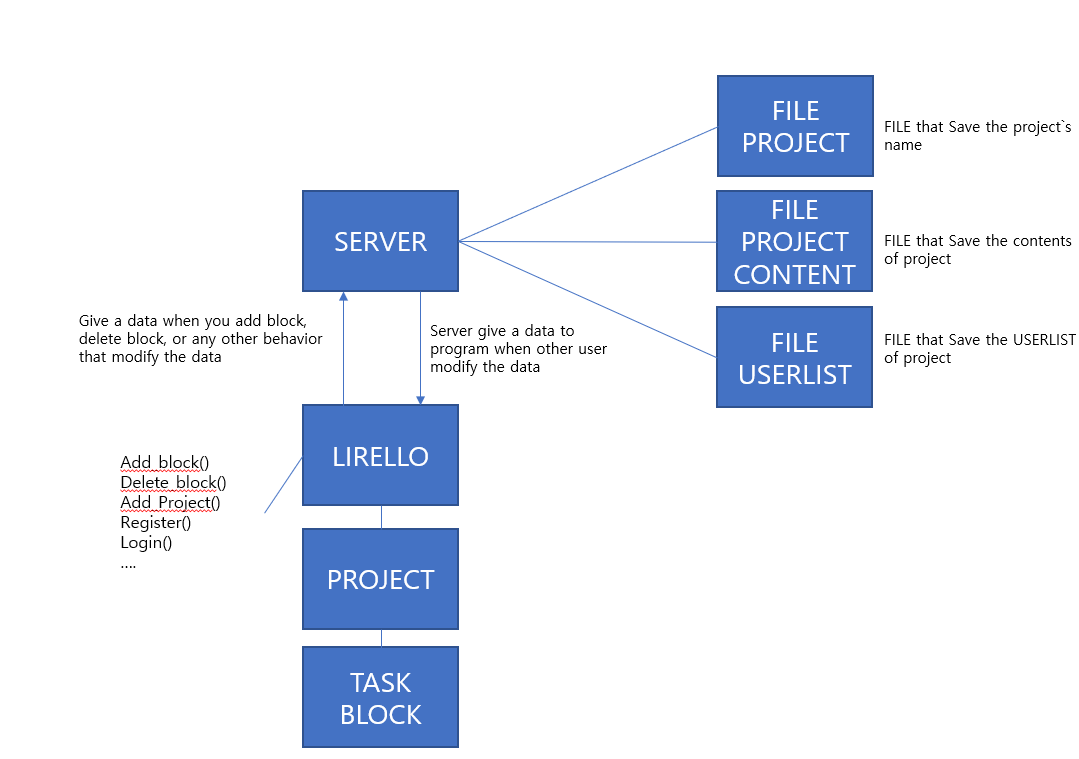 FILE
PROJECT
FILE that Save the project`s
name
SERVER
FILE
PROJECT
CONTENT
FILE that Save the contents
of project
Give a data when you add block,
delete block, or any other behavior
that modify the data
Server give a data to
program when other user
modify the data
FILE
USERLIST
FILE that Save the USERLIST
of project
LIRELLO
Add_block()
Delete_block()
Add_Project()
Register()
Login()
....
PROJECT
TASK
BLOCK